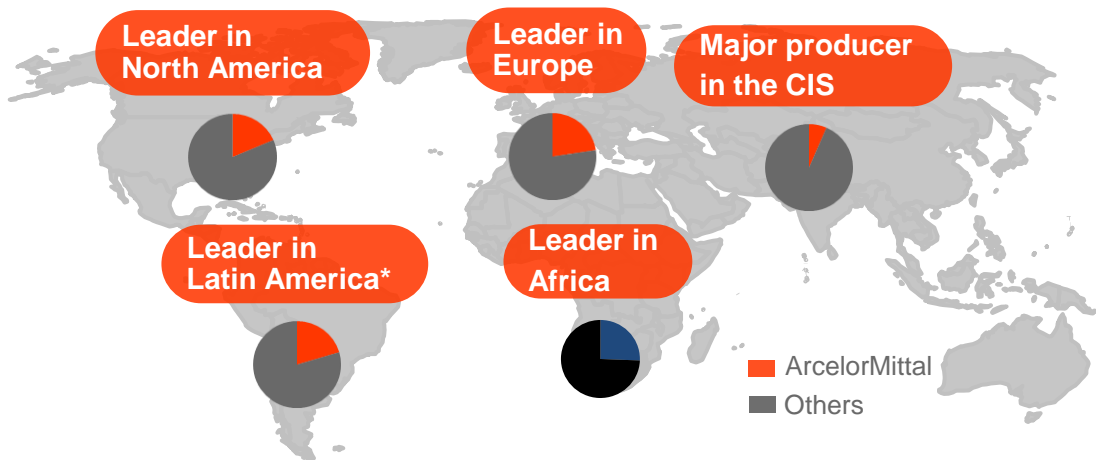 Leader in
North America
Leader in
Europe
Major producer
in the CIS
Leader in
Latin America*
Leader in
Africa
ArcelorMittal
Others